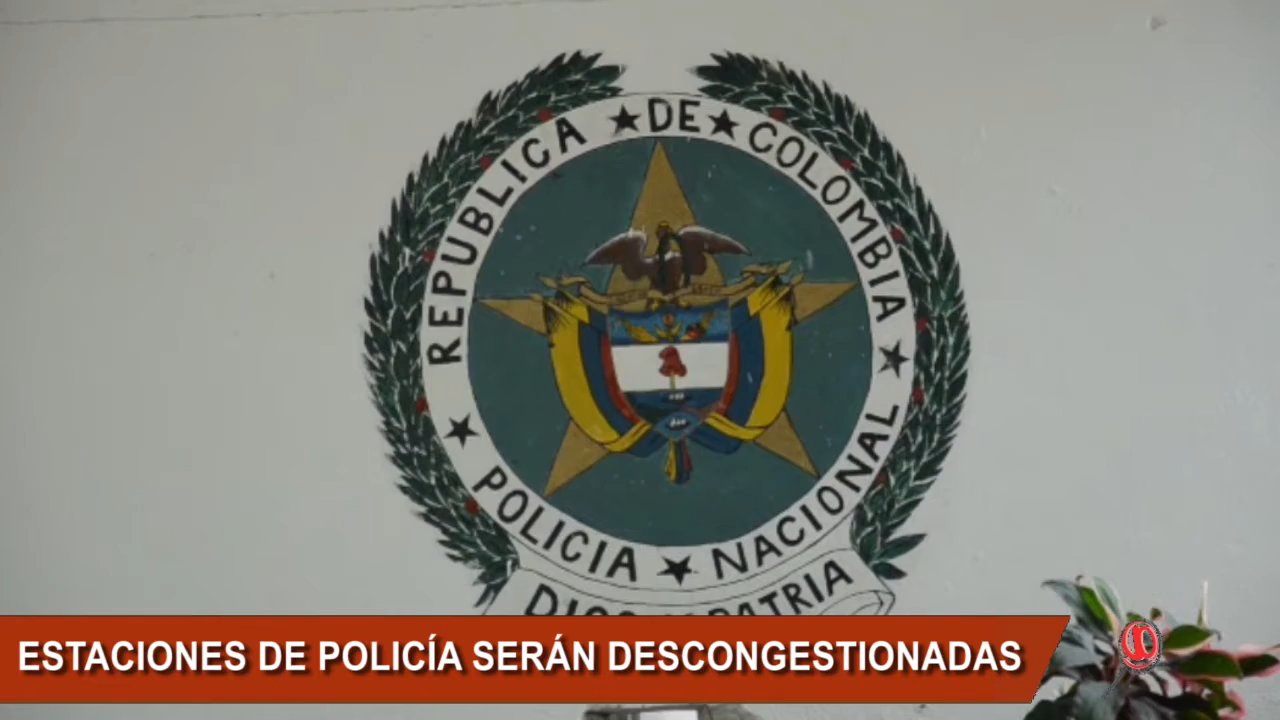 REPUBLICA ★ DE ★ COLOMBIA ★
★ POLICIA ★ NACIONAL
PATRIA
ESTACIONES DE POLICÍA SERÁN DESCONGESTIONADAS